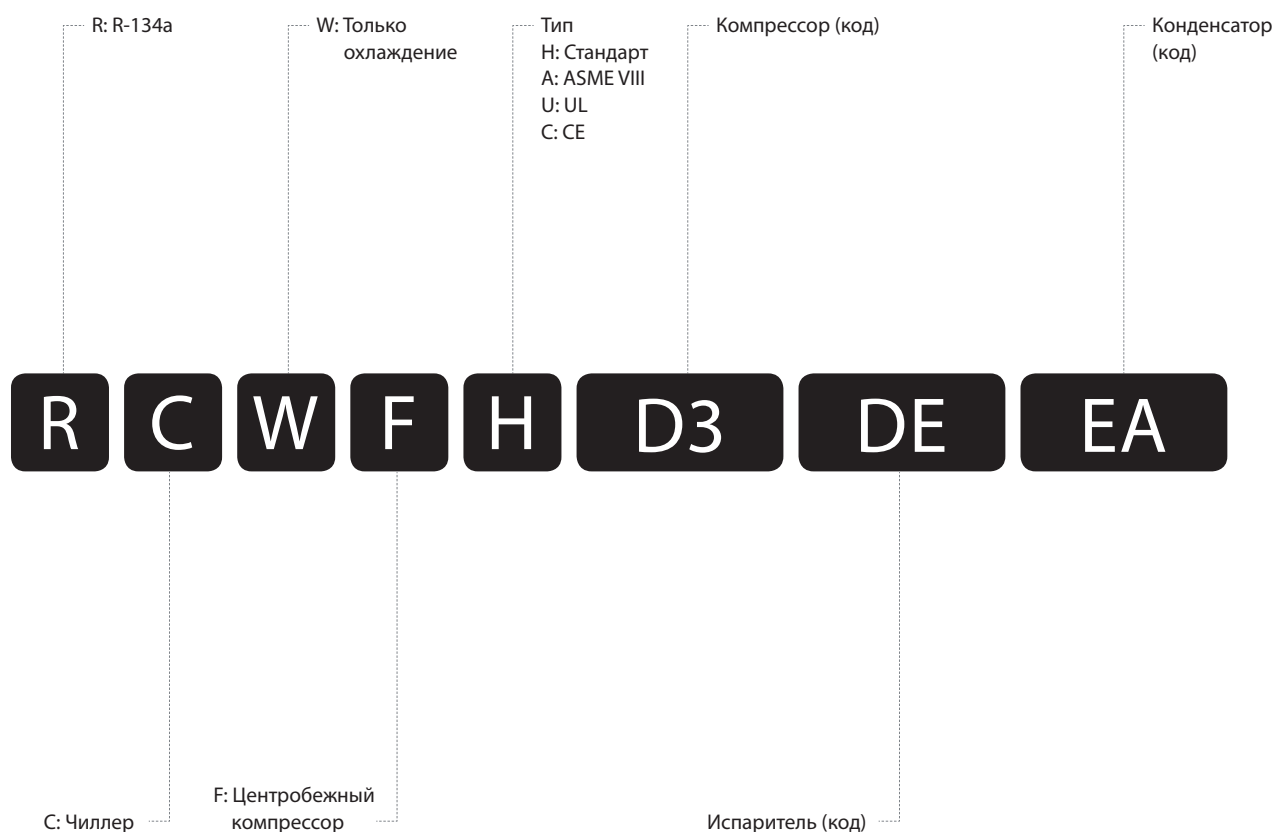 R: R-134a
W: Только
охлаждение
Тип
H: Стандарт
A: ASME VIII
U: UL
C: CE
Компрессор (код)
Конденсатор
(код)
R C W F H D3 DE EA
C: Чиллер
F: Центробежный
компрессор
Испаритель (код)